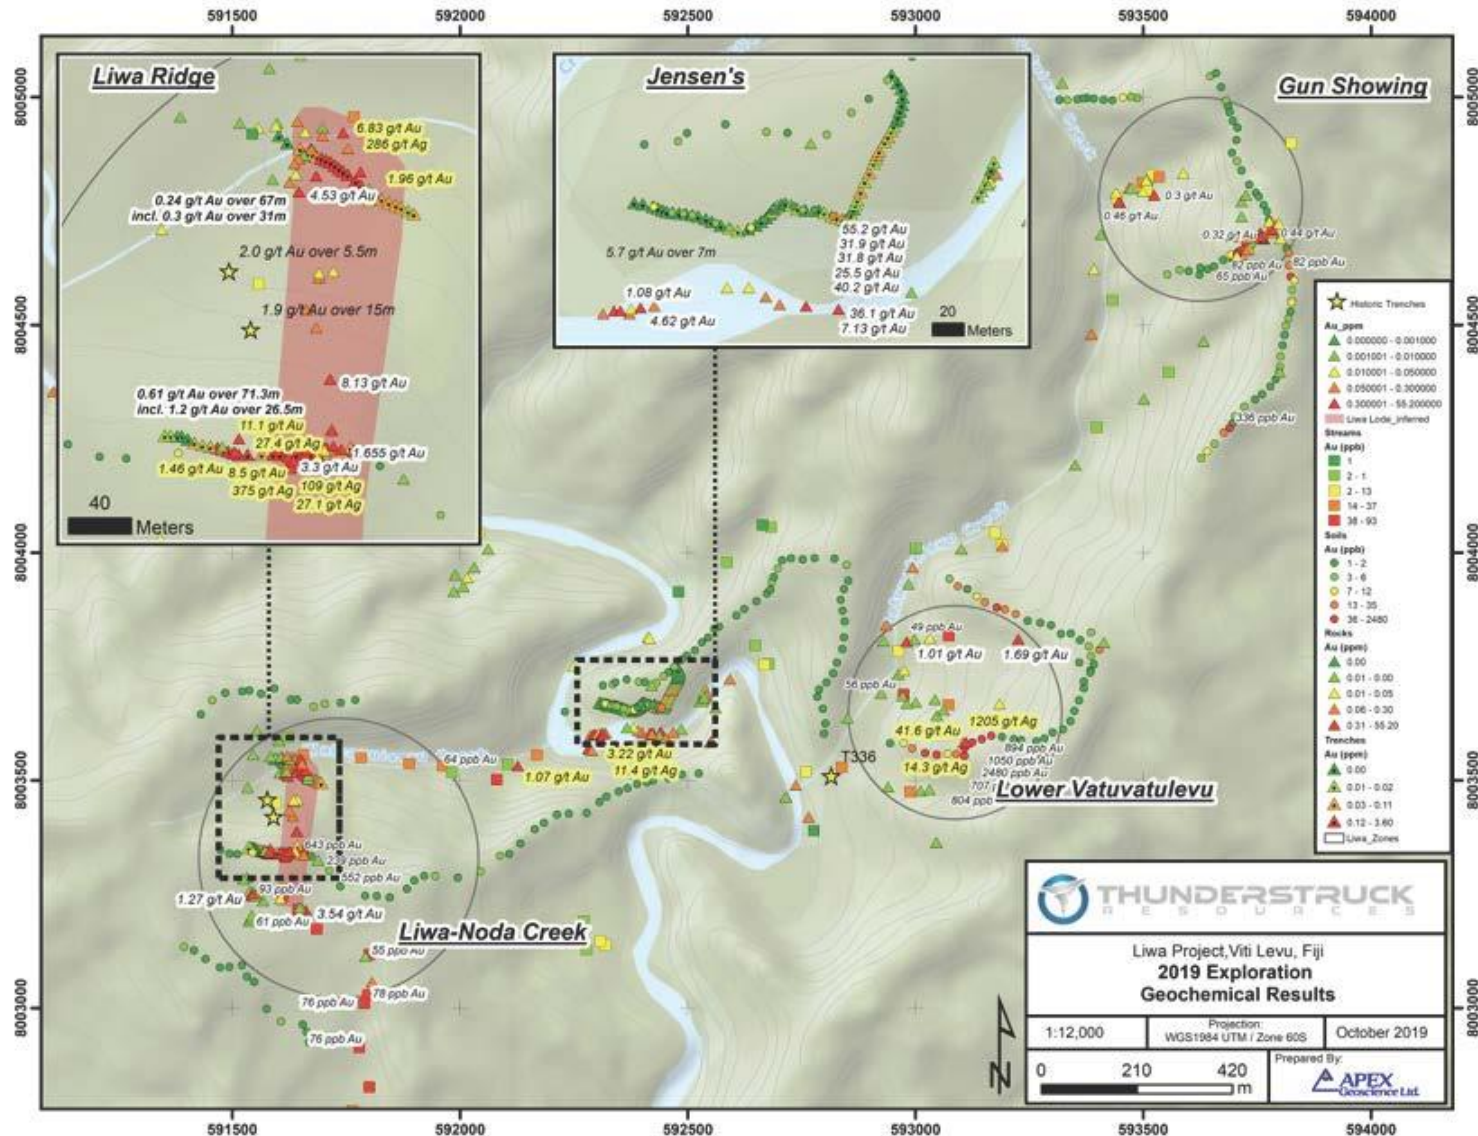 591500 592000 592500 593000 593500 594000
8005000
8004500
8004000
8003500
8003000
Liwa Ridge
6.83 g/t Au
286 g/t Ag
1.96 g/t Au
4.53 g/t Au
0.24 g/t Au over 67m
incl. 0.3 g/t Au over 31m
2.0 g/t Au over 5.5m
1.9 g/t Au over 15m
8.13 g/t Au
0.61 g/t Au over 71.3m
incl. 1.2 g/t Au over 26.5m
11.1 g/t Au
27.4 g/t Ag
1.655 g/t Au
1.46 g/t Au
8.5 g/t Au
3.3 g/t Au
375 g/t Ag
109 g/t Ag
27.1 g/t Ag
40
Meters
Jensen's
55.2 g/t Au
31.9 g/t Au
31.8 g/t Au
25.5 g/t Au
40.2 g/t Au
5.7 g/t Au over 7m
1.08 g/t Au
4.62 g/t Au
36.1 g/t Au
7.13 g/t Au
20
Meters
Gun Showing
0.46 g/t Au
0.3 g/t Au
0.32 g/t Au
0.44 g/t Au
82 ppb Au
82 ppb Au
65 ppb Au
336 ppb Au
49 ppb Au
1.01 g/t Au
1.69 g/t Au
56 ppb Au
1205 g/t Ag
41.6 g/t Au
14.3 g/t Ag
894 ppb Au
1050 ppb Au
2480 ppb Au
707
804 ppb
Lower Vatuvatulevu
T336
3.22 g/t Au
11.4 g/t Ag
64 ppb Au
1.07 g/t Au
643 ppb Au
239 ppb Au
552 ppb Au
93 ppb Au
1.27 g/t Au
61 ppb Au
3.54 g/t Au
Liwa-Noda Creek
55 ppb Au
78 ppb Au
76 ppb Au
76 ppb Au
Historic Trenches
Au_ppm
0.000000 - 0.001000
0.001001 - 0.010000
0.010001 - 0.050000
0.050001 - 0.300000
0.300001 - 55.200000
Liwa Lode_inferred
Streams
Au (ppb)
1
2 - 1
2 - 13
14 - 37
38 - 93
Soils
Au (ppb)
1 - 2
3 - 6
7 - 12
13 - 35
36 - 2480
Rocks
Au (ppm)
0.00
0.01 - 0.00
0.01 - 0.05
0.06 - 0.30
0.31 - 55.20
Trenches
Au (ppm)
0.00
0.01 - 0.02
0.03 - 0.11
0.12 - 3.60
Liwa_Zones
THUNDERSTRUCK
RESOURCES
Liwa Project,Viti Levu, Fiji
2019 Exploration
Geochemical Results
1:12,000
Projection:
WGS1984 UTM / Zone 60S
October 2019
0 210 420
m
Prepared By:
APEX
Geoscience Ltd.
N
8005000
8004500
8004000
8003500
8003000
591500 592000 592500 593000 593500 594000